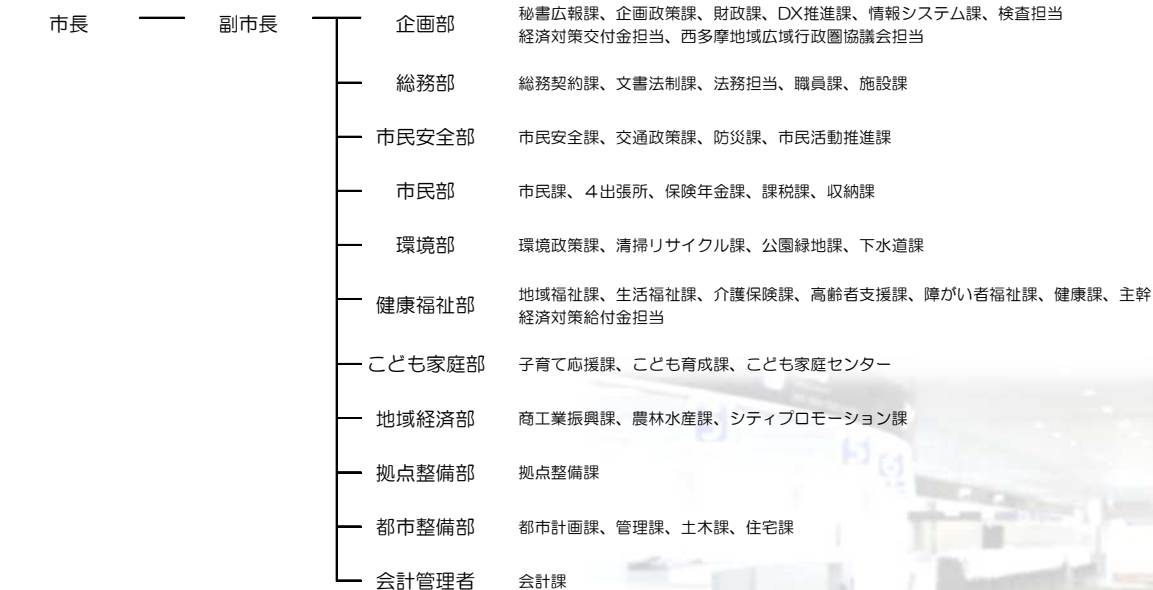 市長
副市長
企画部
秘書広報課、企画政策課、財政課、DX推進課、情報システム課、検査担当
経済対策交付金担当、西多摩地域広域行政圏協議会担当
総務部
総務契約課、文書法制課、法務担当、職員課、施設課
市民安全部
市民安全課、交通政策課、防災課、市民活動推進課
市民部
市民課、4出張所、保険年金課、課税課、収納課
環境部
環境政策課、清掃リサイクル課、公園緑地課、下水道課
健康福祉部
地域福祉課、生活福祉課、介護保険課、高齢者支援課、障がい者福祉課、健康課、主幹
経済対策給付金担当
こども家庭部
子育て応援課、こども育成課、こども家庭センター
地域経済部
商工業振興課、農林水産課、シティプロモーション課
拠点整備部
拠点整備課
都市整備部
都市計画課、管理課、土木課、住宅課
会計管理者
会計課